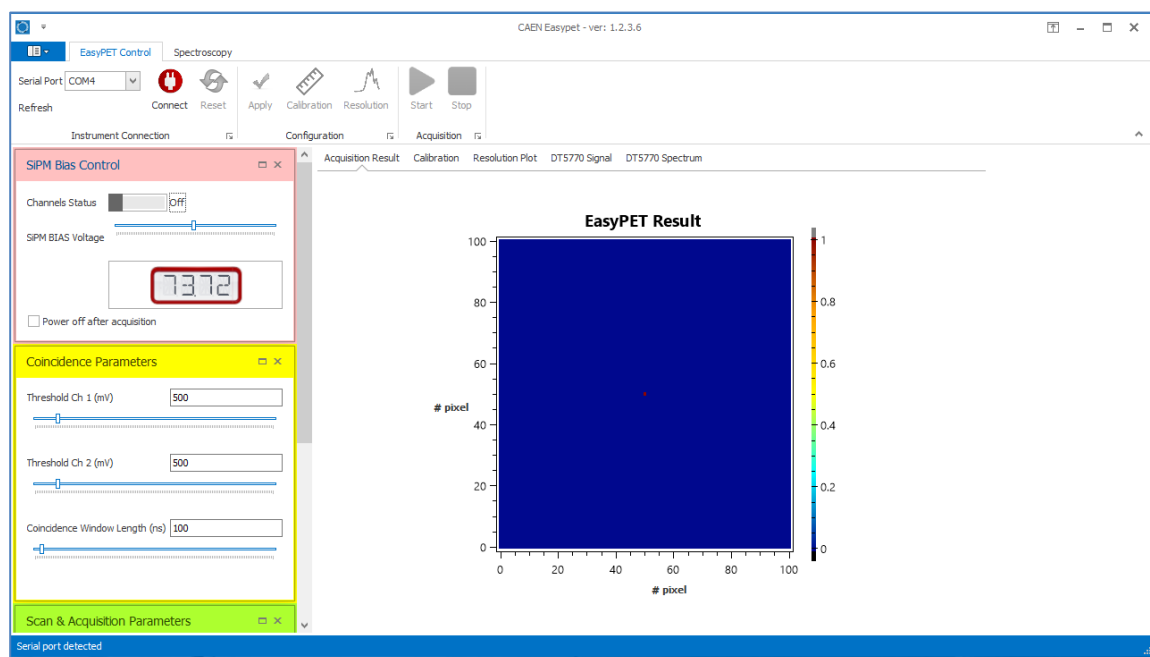 CAEN Easypet - ver: 1.2.3.6
EasyPET Control
Spectroscopy
Serial Port COM4
Refresh
Connect
Reset
Apply
Calibration
Resolution
Start
Stop
Instrument Connection
Configuration
Acquisition
SiPM Bias Control
Channels Status Off
SiPM BIAS Voltage
73.72
Power off after acquisition
Coincidence Parameters
Threshold Ch 1 (mV) 500
Threshold Ch 2 (mV) 500
Coincidence Window Length (ns) 100
Scan & Acquisition Parameters
Acquisition Result
Calibration
Resolution Plot
DT5770 Signal
DT5770 Spectrum
EasyPET Result
100
80
60
# pixel
40
20
0
0 20 40 60 80 100
# pixel
1
0.8
0.6
0.4
0.2
0
Serial port detected